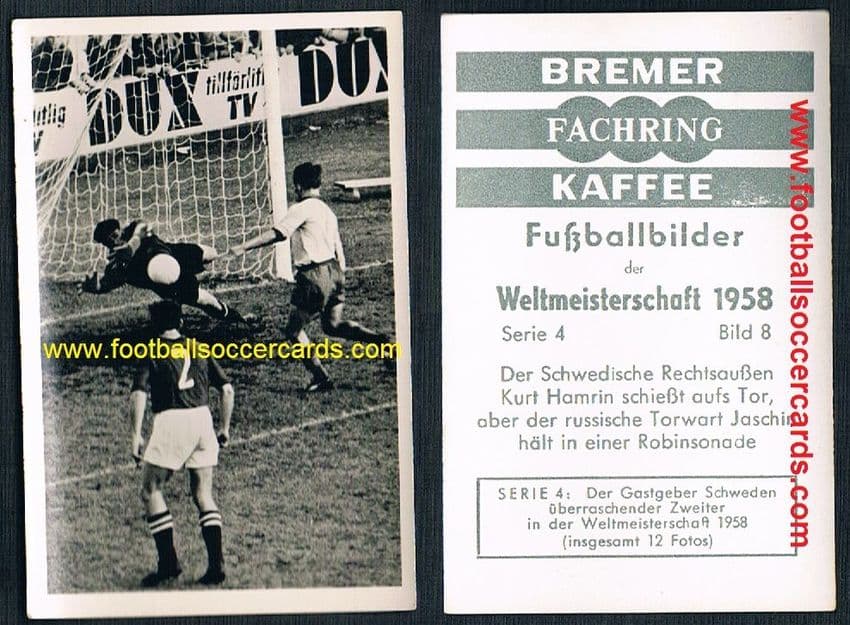 tillförlitlig
DUX
tillförlitli
TV
DUX
2
www.footballsoccercards.com
BREMER
FACHRING
KAFFEE
Fußballbilder
der
Weltmeisterschaft 1958
Serie 4 Bild 8
Der Schwedische Rechtsaußen
Kurt Hamrin schießt aufs Tor,
aber der russische Torwart Jaschin
hält in einer Robinsonade
SERIE 4: Der Gastgeber Schweden
überraschender Zweiter
in der Weltmeisterschaft 1958
(insgesamt 12 Fotos)
www.footballsoccercards.com